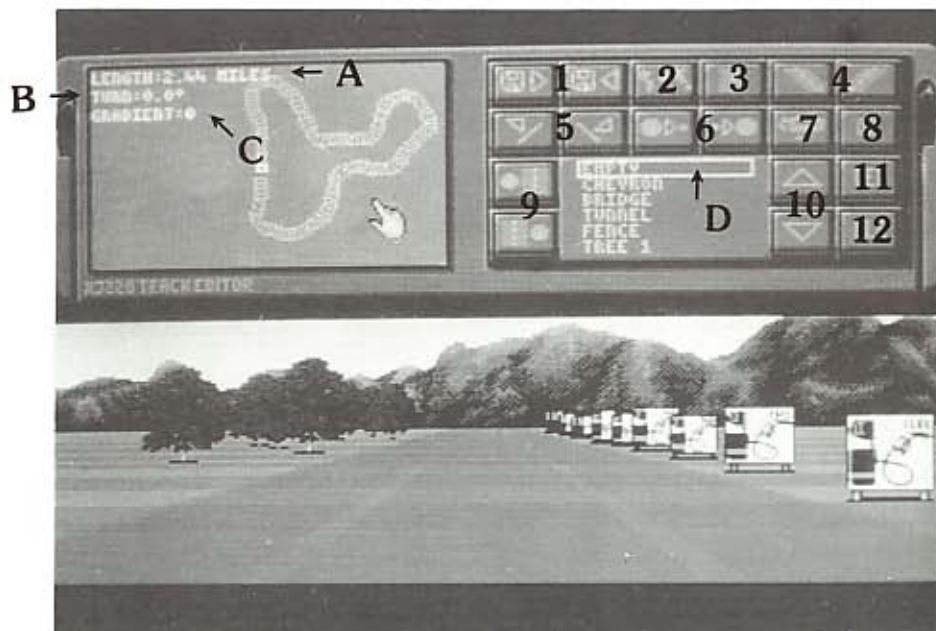 LENGTH:2.44 MILES
A
B
TURN:0.0°
GRADIENT:0
C
1 2 3 4
5 6 7 8
EMPTY
CHEVRON
BRIDGE
TUNNEL
FENCE
TREE 1
D
9 10 11
12
XJ220 TRACK EDITOR